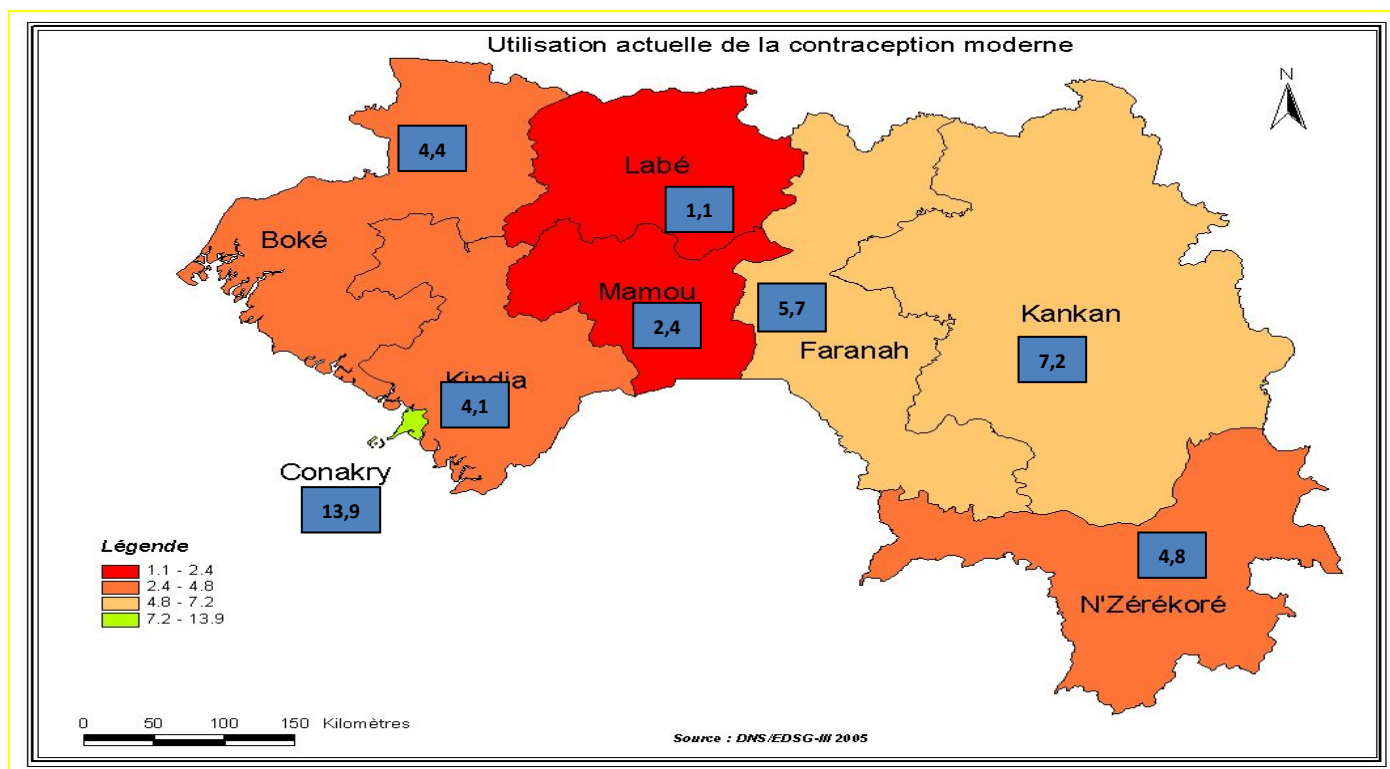 Utilisation actuelle de la contraception moderne
N
4,4
Labé
1,1
Boké
Mamou
2,4
5,7
Faranah
Kankan
7,2
Kindia
4,1
Conakry
13,9
4,8
N'Zérékoré
Légende
1.1 - 2.4
2.4 - 4.8
4.8 - 7.2
7.2 - 13.9
0 50 100 150 Kilomètres
Source : DNS/EDSG-III 2005